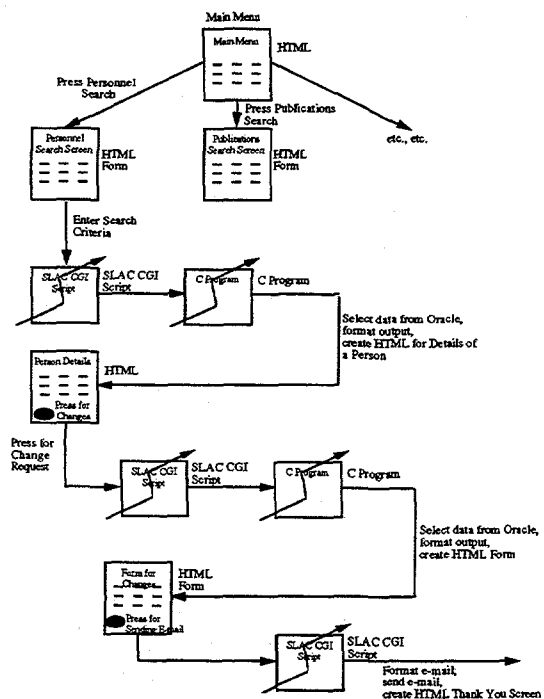 Main Menu
Main Menu
HTML
Press Personnel
Search
Press Publications
Search
etc., etc.
Personnel
Search Screen
HTML
Form
Publications
Search Screen
HTML
Form
Enter Search
Criteria
SLAC CGI
Script
SLAC CGI
Script
C Program
C Program
Select data from Oracle,
format output,
create HTML for Details of
a Person
Person Details
HTML
Press for
Changes
Press for
Change
Request
SLAC CGI
Script
SLAC CGI
Script
C Program
C Program
Select data from Oracle,
format output,
create HTML Form
Form for
Changes
HTML
Form
Press for
Sending E-mail
SLAC CGI
Script
SLAC CGI
Script
Format e-mail,
send e-mail,
create HTML Thank You Screen